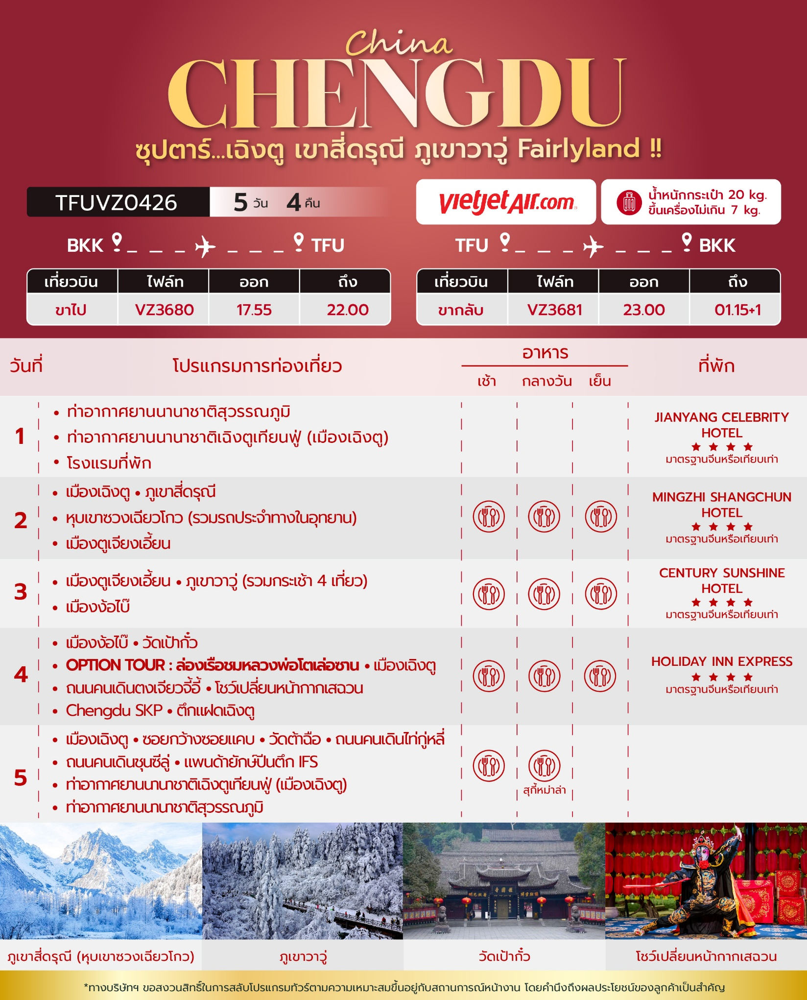 China
CHENGDU
ซุปตาร์...เฉิงตู เขาสี่ดรุณี ภูเขาวาวู่ Fairlyland !!
TFUVZ0426 5 วัน 4 คืน
vietjetAir.com
น้ำหนักกระเป๋า 20 kg.
ขึ้นเครื่องไม่เกิน 7 kg.
BKK TFU
TFU BKK
เที่ยวบิน ไฟล์ท ออก ถึง
ขาไป VZ3680 17.55 22.00
เที่ยวบิน ไฟล์ท ออก ถึง
ขากลับ VZ3681 23.00 01.15+1
วันที่ โปรแกรมการท่องเที่ยว อาหาร ที่พัก
เช้า กลางวัน เย็น
1
• ท่าอากาศยานนานาชาติสุวรรณภูมิ
• ท่าอากาศยานนานาชาติเฉิงตูเทียนฟู่ (เมืองเฉิงตู)
• โรงแรมที่พัก
JIANYANG CELEBRITY
HOTEL
มาตรฐานจีนหรือเทียบเท่า
2
• เมืองเฉิงตู • ภูเขาสี่ดรุณี
• หุบเขาซวงเฉียวโกว (รวมรถประจำทางในอุทยาน)
• เมืองตูเจียงเอี้ยน
MINGZHI SHANGCHUN
HOTEL
มาตรฐานจีนหรือเทียบเท่า
3
• เมืองตูเจียงเอี้ยน • ภูเขาวาวู่ (รวมกระเช้า 4 เที่ยว)
• เมืองง้อไบ๊
CENTURY SUNSHINE
HOTEL
มาตรฐานจีนหรือเทียบเท่า
4
• เมืองง้อไบ๊ • วัดเป้ากั๋ว
• OPTION TOUR : ล่องเรือชมหลวงพ่อโตเล่อซาน • เมืองเฉิงตู
• ถนนคนเดินตงเจียวจี้อี้ • โชว์เปลี่ยนหน้ากากเสฉวน
• Chengdu SKP • ตึกแฝดเฉิงตู
HOLIDAY INN EXPRESS
มาตรฐานจีนหรือเทียบเท่า
5
• เมืองเฉิงตู • ซอยกว้างซอยแคบ • วัดต้าฉือ • ถนนคนเดินไท่กู่หลี่
• ถนนคนเดินชุนซีลู่ • แพนด้ายักษ์ปีนตึก IFS
• ท่าอากาศยานนานาชาติเฉิงตูเทียนฟู่ (เมืองเฉิงตู)
• ท่าอากาศยานนานาชาติสุวรรณภูมิ
สุกี้หม่าล่า
報國寺
ภูเขาสี่ดรุณี (หุบเขาซวงเฉียวโกว)
ภูเขาวาวู่
วัดเป้ากั๋ว
โชว์เปลี่ยนหน้ากากเสฉวน
*ทางบริษัทฯ ขอสงวนสิทธิ์ในการสลับโปรแกรมทัวร์ตามความเหมาะสมขึ้นอยู่กับสถานการณ์หน้างาน โดยคำนึงถึงผลประโยชน์ของลูกค้าเป็นสำคัญ